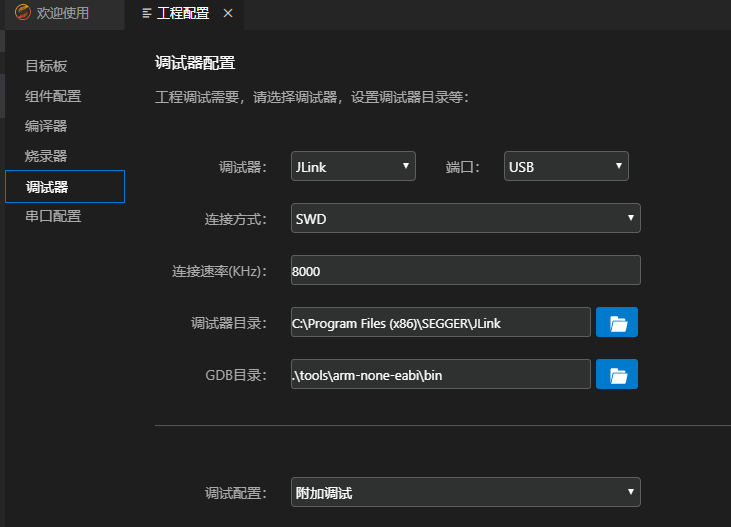 欢迎使用
工程配置
目标板
组件配置
编译器
烧录器
调试器
串口配置
调试器配置
工程调试需要，请选择调试器，设置调试器目录等：
调试器： JLink 端口： USB
连接方式： SWD
连接速率(KHz)： 8000
调试器目录： C:\Program Files (x86)\SEGGER\JLink
GDB目录： .\tools\arm-none-eabi\bin
调试配置： 附加调试